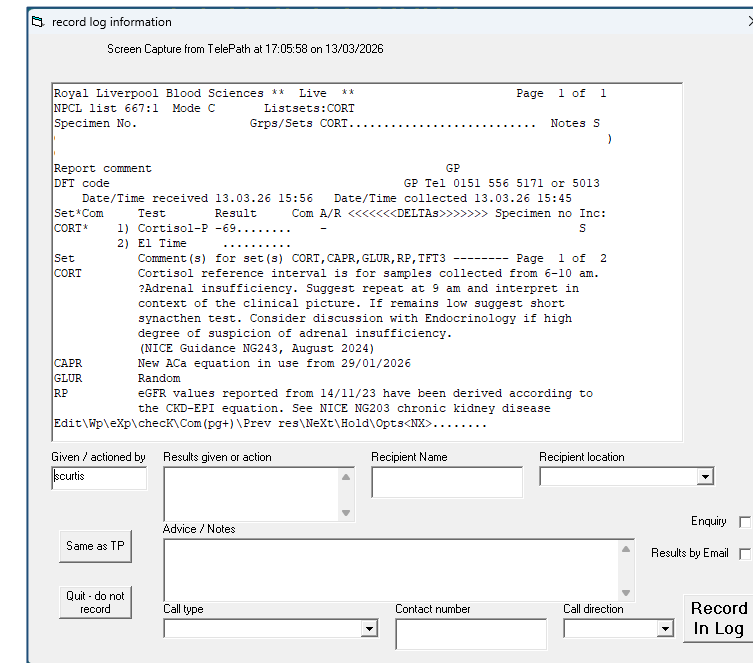 record log information
Screen Capture from TelePath at 17:05:58 on 13/03/2026
Royal Liverpool Blood Sciences ** Live ** Page 1 of 1
NPCL list 667:1 Mode C Listsets:CORT
Specimen No. Grps/Sets CORT........................... Notes S
)
Report comment GP
DFT code GP Tel 0151 556 5171 or 5013
Date/Time received 13.03.26 15:56 Date/Time collected 13.03.26 15:45
Set*Com Test Result Com A/R <<<<<<<DELTAs>>>>>>> Specimen no Inc:
CORT* 1) Cortisol-P -69........ - S
2) El Time ..........
Set Comment(s) for set(s) CORT,CAPR,GLUR,RP,TFT3 -------- Page 1 of 2
CORT Cortisol reference interval is for samples collected from 6-10 am.
?Adrenal insufficiency. Suggest repeat at 9 am and interpret in
context of the clinical picture. If remains low suggest short
synacthen test. Consider discussion with Endocrinology if high
degree of suspicion of adrenal insufficiency.
(NICE Guidance NG243, August 2024)
CAPR New ACa equation in use from 29/01/2026
GLUR Random
RP eGFR values reported from 14/11/23 have been derived according to
the CKD-EPI equation. See NICE NG203 chronic kidney disease
Edit\Wp\eXp\checK\Com(pg+)\Prev res\NeXt\Hold\Opts<NX>........
Given / actioned by Results given or action Recipient Name Recipient location
scurtis
Enquiry
Advice / Notes
Same as TP
Results by Email
Quit - do not
record
Call type Contact number Call direction
Record
In Log